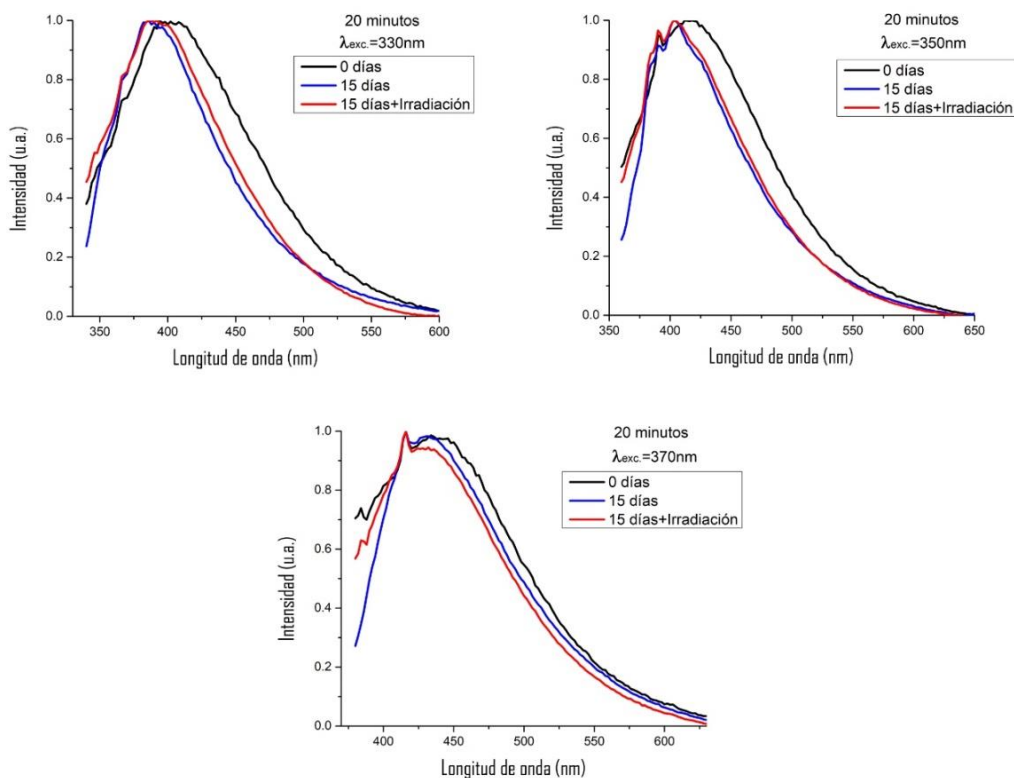 20 minutos
λexc.=330nm
0 días
15 días
15 días+Irradiación
Intensidad (u.a.)
1.0
0.8
0.6
0.4
0.2
0.0
350
400
450
500
550
600
Longitud de onda (nm)
20 minutos
λexc.=350nm
0 días
15 días
15 días+Irradiación
Intensidad (u.a.)
1.0
0.8
0.6
0.4
0.2
0.0
350
400
450
500
550
600
650
Longitud de onda (nm)
20 minutos
λexc.=370nm
0 días
15 días
15 días+Irradiación
Intensidad (u.a.)
1.0
0.8
0.6
0.4
0.2
0.0
400
450
500
550
600
Longitud de onda (nm)